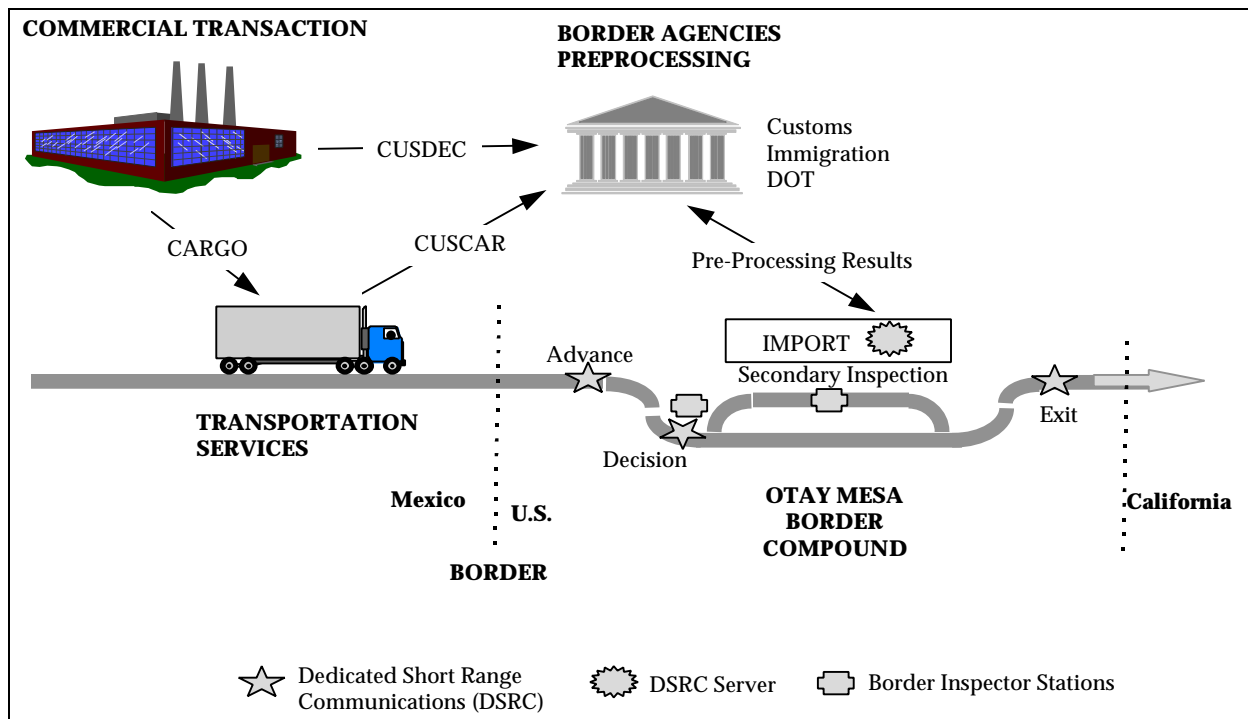 COMMERCIAL TRANSACTION
BORDER AGENCIES
PREPROCESSING
CUSDEC
Customs
Immigration
DOT
CARGO
CUSCAR
Pre-Processing Results
IMPORT
Advance
Secondary Inspection
Exit
TRANSPORTATION
SERVICES
Decision
Mexico
U.S.
OTAY MESA
BORDER
COMPOUND
California
BORDER
Dedicated Short Range
Communications (DSRC)
DSRC Server
Border Inspector Stations